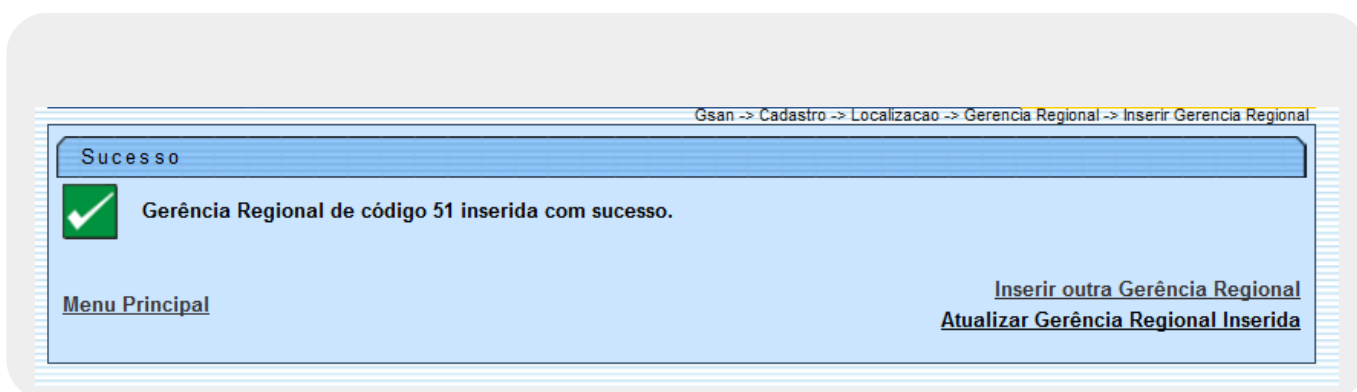 Gsan -> Cadastro -> Localizacao -> Gerencia Regional -> Inserir Gerencia Regional
Sucesso
Gerência Regional de código 51 inserida com sucesso.
Inserir outra Gerência Regional
Menu Principal
Atualizar Gerência Regional Inserida